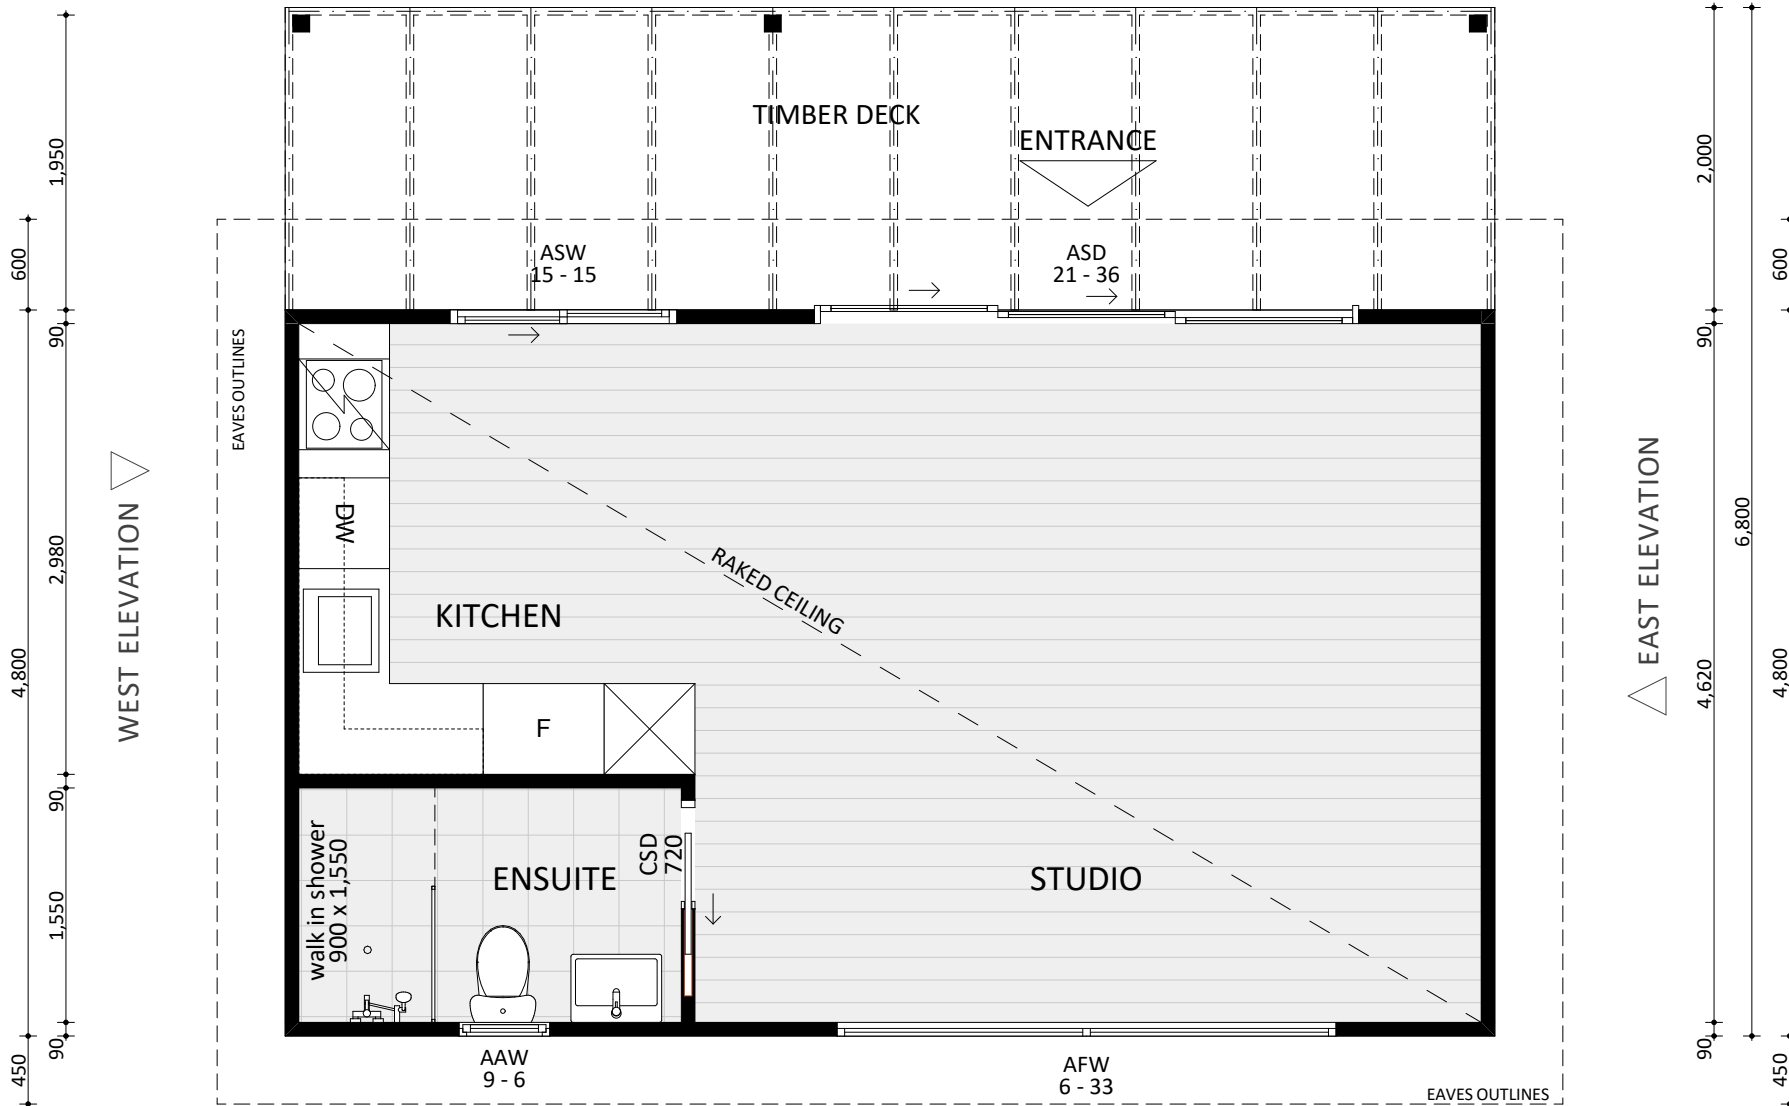 TIMBER DECK
ENTRANCE
ASW
15 - 15
ASD
21 - 36
EAVES OUTLINES
DW
KITCHEN
RAKED CEILING
F
walk in shower
900 x 1,550
ENSUITE
CSD
720
STUDIO
AAW
9 - 6
AFW
6 - 33
EAVES OUTLINES
WEST ELEVATION
EAST ELEVATION
1,950
600
90
2,980
4,800
90
1,550
90
450
2,000
600
90
6,800
4,620
4,800
90
450